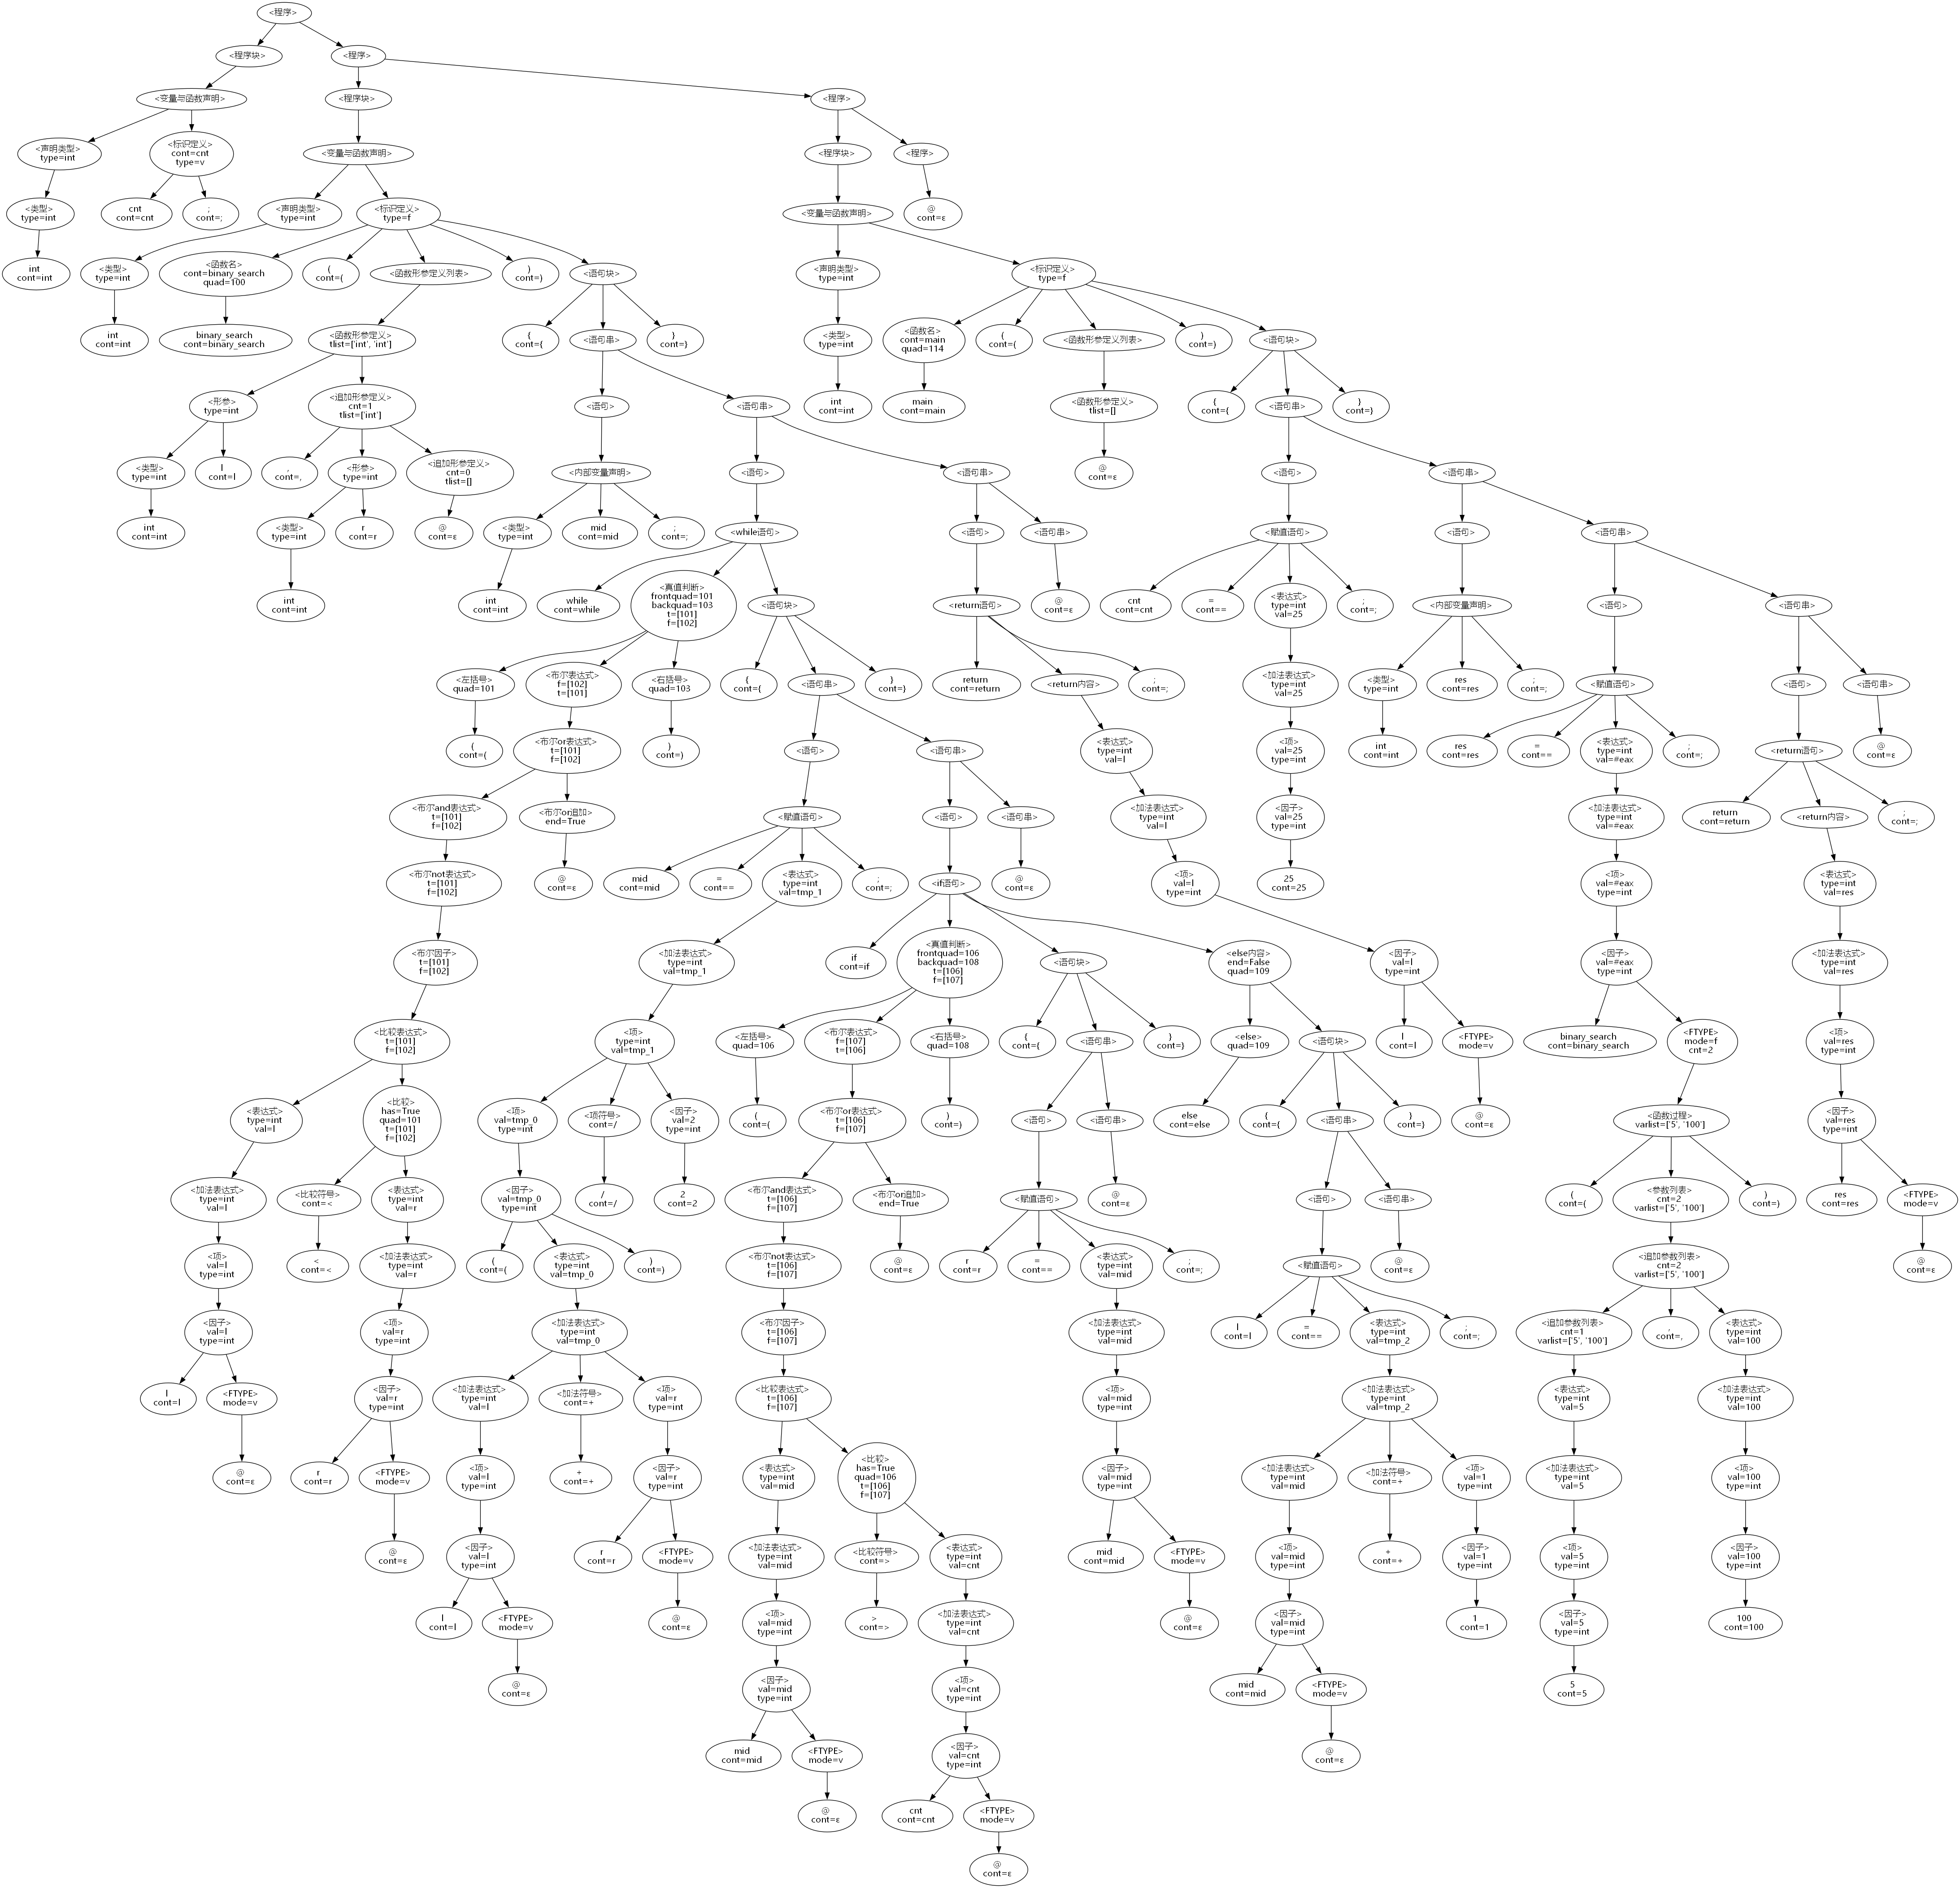 <程序>
<程序块>
<程序>
<变量与函数声明>
<程序块>
<程序>
<声明类型>
type=int
<标识定义>
cont=cnt
type=v
<变量与函数声明>
<程序块>
<程序>
<类型>
type=int
cnt
cont=cnt
;
cont=;
<声明类型>
type=int
<标识定义>
type=f
<变量与函数声明>
@
cont=ε
int
cont=int
<类型>
type=int
<函数名>
cont=binary_search
quad=100
(
cont=(
<函数形参定义列表>
)
cont=)
<语句块>
<声明类型>
type=int
<标识定义>
type=f
int
cont=int
binary_search
cont=binary_search
<函数形参定义>
tlist=['int', 'int']
{
cont={
<语句串>
}
cont=}
<类型>
type=int
<函数名>
cont=main
quad=114
(
cont=(
<函数形参定义列表>
)
cont=)
<语句块>
<形参>
type=int
<追加形参定义>
cnt=1
tlist=['int']
<语句>
<语句串>
int
cont=int
main
cont=main
<函数形参定义>
tlist=[]
{
cont={
<语句串>
}
cont=}
<类型>
type=int
l
cont=l
,
cont=,
<形参>
type=int
<追加形参定义>
cnt=0
tlist=[]
<内部变量声明>
<语句>
<语句串>
@
cont=ε
<语句>
<语句串>
int
cont=int
<类型>
type=int
r
cont=r
@
cont=ε
<类型>
type=int
mid
cont=mid
;
cont=;
<while语句>
<语句>
<语句串>
<赋值语句>
<语句>
<语句串>
int
cont=int
int
cont=int
while
cont=while
<真值判断>
frontquad=101
backquad=103
t=[101]
f=[102]
<语句块>
<return语句>
@
cont=ε
cnt
cont=cnt
=
cont==
<表达式>
type=int
val=25
;
cont=;
<内部变量声明>
<语句>
<语句串>
<左括号>
quad=101
<布尔表达式>
f=[102]
t=[101]
<右括号>
quad=103
{
cont={
<语句串>
}
cont=}
return
cont=return
<return内容>
;
cont=;
<加法表达式>
type=int
val=25
<类型>
type=int
res
cont=res
;
cont=;
<赋值语句>
<语句>
<语句串>
(
cont=(
<布尔or表达式>
t=[101]
f=[102]
)
cont=)
<语句>
<语句串>
<表达式>
type=int
val=l
<项>
val=25
type=int
int
cont=int
res
cont=res
=
cont==
<表达式>
type=int
val=#eax
;
cont=;
<return语句>
@
cont=ε
<布尔and表达式>
t=[101]
f=[102]
<布尔or追加>
end=True
<赋值语句>
<语句>
<语句串>
<加法表达式>
type=int
val=l
<因子>
val=25
type=int
<加法表达式>
type=int
val=#eax
return
cont=return
<return内容>
;
cont=;
<布尔not表达式>
t=[101]
f=[102]
@
cont=ε
mid
cont=mid
=
cont==
<表达式>
type=int
val=tmp_1
;
cont=;
<if语句>
@
cont=ε
<项>
val=l
type=int
25
cont=25
<项>
val=#eax
type=int
<表达式>
type=int
val=res
<布尔因子>
t=[101]
f=[102]
<加法表达式>
type=int
val=tmp_1
if
cont=if
<真值判断>
frontquad=106
backquad=108
t=[106]
f=[107]
<语句块>
<else内容>
end=False
quad=109
<因子>
val=l
type=int
<因子>
val=#eax
type=int
<加法表达式>
type=int
val=res
<比较表达式>
t=[101]
f=[102]
<项>
type=int
val=tmp_1
<左括号>
quad=106
<布尔表达式>
f=[107]
t=[106]
<右括号>
quad=108
{
cont={
<语句串>
}
cont=}
<else>
quad=109
<语句块>
l
cont=l
<FTYPE>
mode=v
binary_search
cont=binary_search
<FTYPE>
mode=f
cnt=2
<项>
val=res
type=int
<表达式>
type=int
val=l
<比较>
has=True
quad=101
t=[101]
f=[102]
<项>
val=tmp_0
type=int
<项符号>
cont=/
<因子>
val=2
type=int
(
cont=(
<布尔or表达式>
t=[106]
f=[107]
)
cont=)
<语句>
<语句串>
else
cont=else
{
cont={
<语句串>
}
cont=}
@
cont=ε
<函数过程>
varlist=['5', '100']
<因子>
val=res
type=int
<加法表达式>
type=int
val=l
<比较符号>
cont=<
<表达式>
type=int
val=r
<因子>
val=tmp_0
type=int
/
cont=/
2
cont=2
<布尔and表达式>
t=[106]
f=[107]
<布尔or追加>
end=True
<赋值语句>
@
cont=ε
<语句>
<语句串>
(
cont=(
<参数列表>
cnt=2
varlist=['5', '100']
)
cont=)
res
cont=res
<FTYPE>
mode=v
<项>
val=l
type=int
<
cont=<
<加法表达式>
type=int
val=r
(
cont=(
<表达式>
type=int
val=tmp_0
)
cont=)
<布尔not表达式>
t=[106]
f=[107]
@
cont=ε
r
cont=r
=
cont==
<表达式>
type=int
val=mid
;
cont=;
<赋值语句>
@
cont=ε
<追加参数列表>
cnt=2
varlist=['5', '100']
@
cont=ε
<因子>
val=l
type=int
<项>
val=r
type=int
<加法表达式>
type=int
val=tmp_0
<布尔因子>
t=[106]
f=[107]
<加法表达式>
type=int
val=mid
l
cont=l
=
cont==
<表达式>
type=int
val=tmp_2
;
cont=;
<追加参数列表>
cnt=1
varlist=['5', '100']
,
cont=,
<表达式>
type=int
val=100
l
cont=l
<FTYPE>
mode=v
<因子>
val=r
type=int
<加法表达式>
type=int
val=l
<加法符号>
cont=+
<项>
val=r
type=int
<比较表达式>
t=[106]
f=[107]
<项>
val=mid
type=int
<加法表达式>
type=int
val=tmp_2
<表达式>
type=int
val=5
<加法表达式>
type=int
val=100
@
cont=ε
r
cont=r
<FTYPE>
mode=v
<项>
val=l
type=int
+
cont=+
<因子>
val=r
type=int
<表达式>
type=int
val=mid
<比较>
has=True
quad=106
t=[106]
f=[107]
<因子>
val=mid
type=int
<加法表达式>
type=int
val=mid
<加法符号>
cont=+
<项>
val=1
type=int
<加法表达式>
type=int
val=5
<项>
val=100
type=int
@
cont=ε
<因子>
val=l
type=int
r
cont=r
<FTYPE>
mode=v
<加法表达式>
type=int
val=mid
<比较符号>
cont=>
<表达式>
type=int
val=cnt
mid
cont=mid
<FTYPE>
mode=v
<项>
val=mid
type=int
+
cont=+
<因子>
val=1
type=int
<项>
val=5
type=int
<因子>
val=100
type=int
l
cont=l
<FTYPE>
mode=v
@
cont=ε
<项>
val=mid
type=int
>
cont=>
<加法表达式>
type=int
val=cnt
@
cont=ε
<因子>
val=mid
type=int
1
cont=1
<因子>
val=5
type=int
100
cont=100
@
cont=ε
<因子>
val=mid
type=int
<项>
val=cnt
type=int
mid
cont=mid
<FTYPE>
mode=v
5
cont=5
mid
cont=mid
<FTYPE>
mode=v
<因子>
val=cnt
type=int
@
cont=ε
@
cont=ε
cnt
cont=cnt
<FTYPE>
mode=v
@
cont=ε